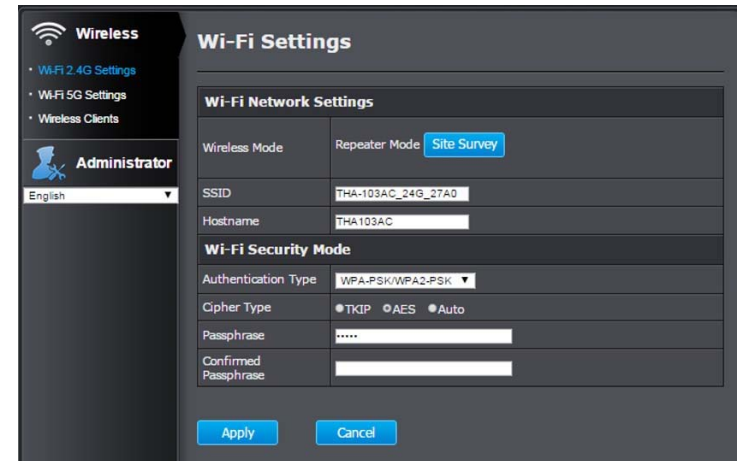 Wireless
Wi-Fi 2.4G Settings
Wi-Fi 5G Settings
Wireless Clients
Administrator
English
Wi-Fi Settings
Wi-Fi Network Settings
Wireless Mode Repeater Mode Site Survey
SSID THA-103AC_24G_27A0
Hostname THA103AC
Wi-Fi Security Mode
Authentication Type WPA-PSK/WPA2-PSK
Cipher Type TKIP AES Auto
Passphrase •••••
Confirmed
Passphrase
Apply Cancel